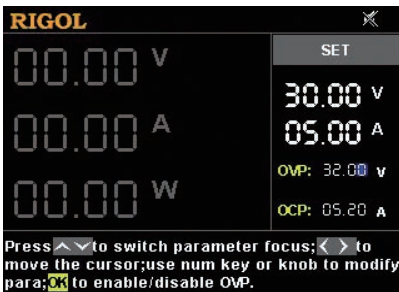 RIGOL
SET
00.00 V
30.00 V
00.00 A
05.00 A
OVP: 32.00 V
00.00 W
OCP: 05.20 A
Press to switch parameter focus; < > to
move the cursor;use num key or knob to modify
para;OK to enable/disable OVP.